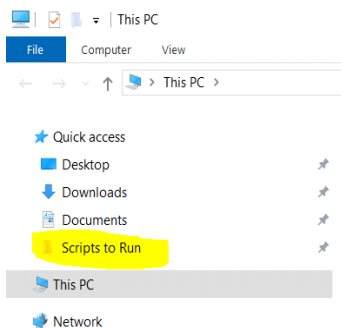 This PC
File Computer View
This PC
Quick access
Desktop
Downloads
Documents
Scripts to Run
This PC
Network